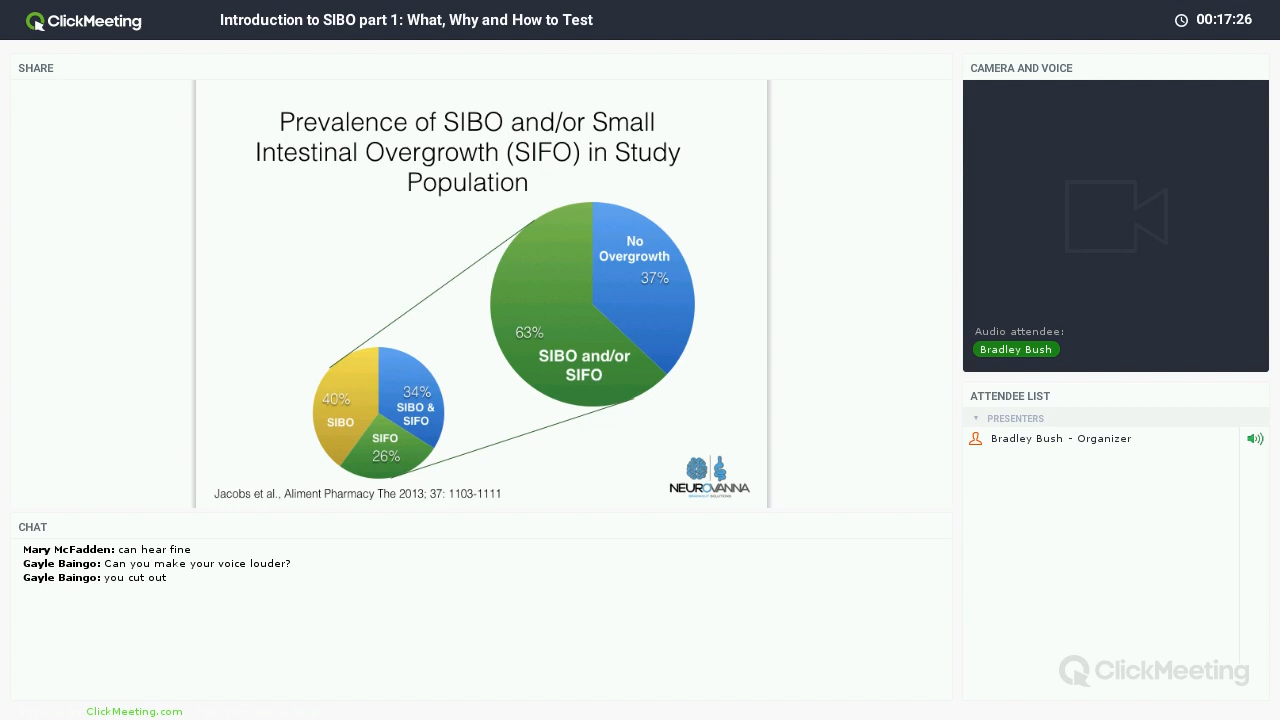 ClickMeeting
Introduction to SIBO part 1: What, Why and How to Test
00:17:26
SHARE
Prevalence of SIBO and/or Small
Intestinal Overgrowth (SIFO) in Study
Population
No
Overgrowth
37%
63%
SIBO and/or
SIFO
40%
SIBO
34%
SIBO &
SIFO
SIFO
26%
Jacobs et al., Aliment Pharmacy The 2013; 37: 1103-1111
NEUROVANNA
CHAT
Mary McFadden: can hear fine
Gayle Baingo: Can you make your voice louder?
Gayle Baingo: you cut out
CAMERA AND VOICE
Audio attendee:
Bradley Bush
ATTENDEE LIST
PRESENTERS
Bradley Bush - Organizer
ClickMeeting
ClickMeeting.com